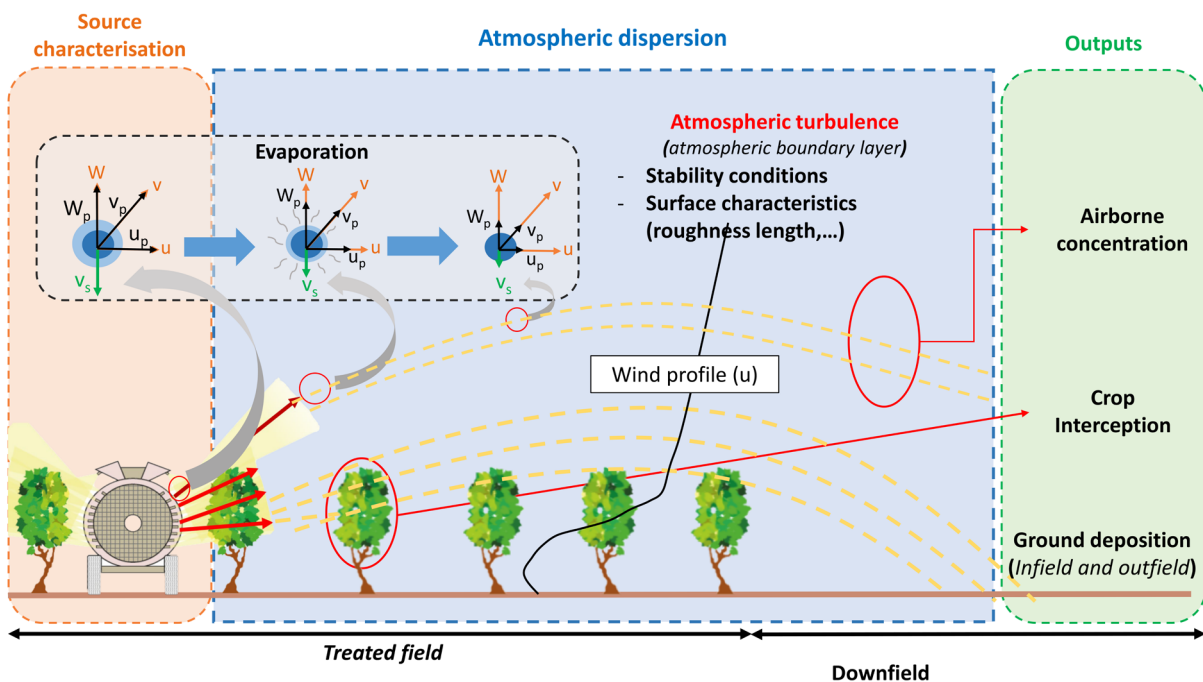 Source
characterisation
Atmospheric dispersion
Outputs
Evaporation
W
v
Wp
vp
up
u
vs
W
v
Wp
vp
up
u
vs
W
v
Wp
vp
up
u
vs
Atmospheric turbulence
(atmospheric boundary layer)
- Stability conditions
- Surface characteristics
(roughness length,...)
Airborne
concentration
Wind profile (u)
Crop
Interception
Ground deposition
(Infield and outfield)
Treated field
Downfield